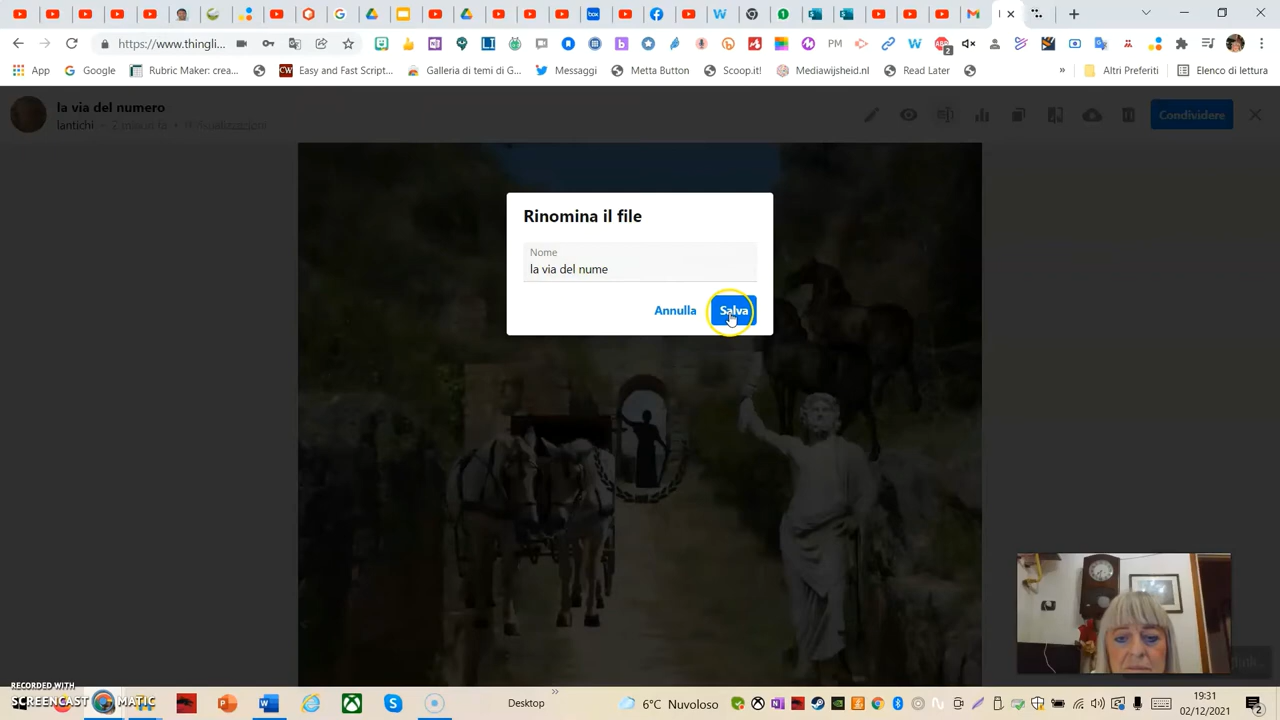 https://www.thingli...
PM
2
App
Google
Rubric Maker: crea...
Easy and Fast Script...
Galleria di temi di G...
Messaggi
Metta Button
Scoop.it!
Mediawijsheid.nl
Read Later
»
Altri Preferiti
Elenco di lettura
la via del numero
lantichi
Condividere
Rinomina il file
Nome
la via del nume
Annulla
Salva
RECORDED WITH
SCREENCAST MATIC
Desktop
»
6°C Nuvoloso
19:31
02/12/2021
2